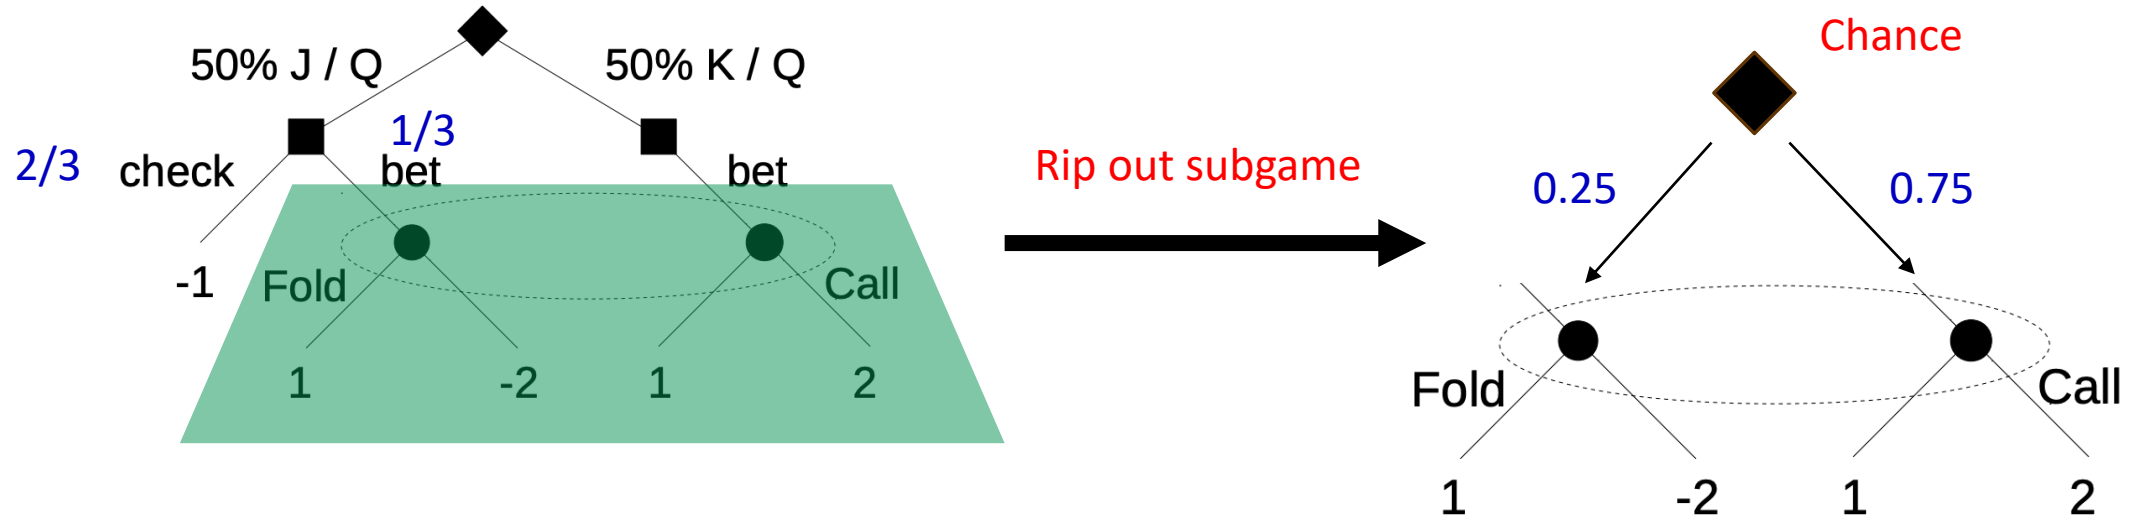 50% J / Q
50% K / Q
1/3
2/3
check
bet
bet
-1
Fold
Call
1
-2
1
2
Rip out subgame
Chance
0.25
0.75
Fold
Call
1
-2
1
2